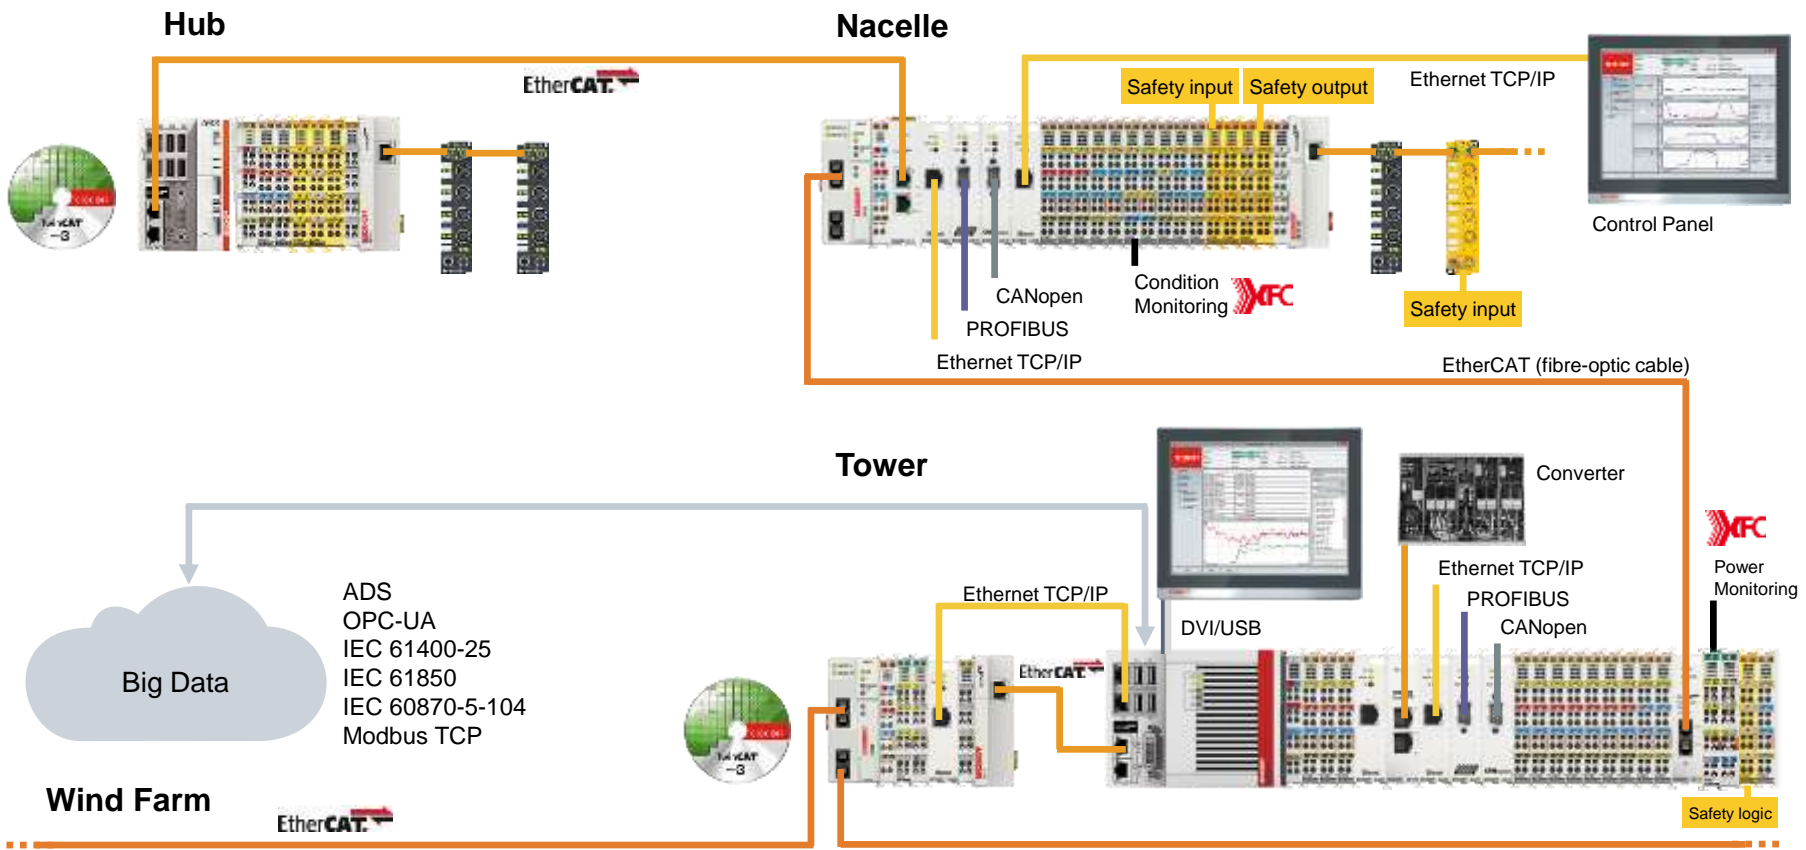 Hub
Nacelle
EtherCAT
Safety input
Safety output
Ethernet TCP/IP
Control Panel
CANopen
PROFIBUS
Ethernet TCP/IP
Condition
Monitoring
XFC
Safety input
EtherCAT (fibre-optic cable)
Tower
Converter
XFC
Power
Monitoring
Ethernet TCP/IP
PROFIBUS
CANopen
Ethernet TCP/IP
DVI/USB
EtherCAT
Big Data
ADS
OPC-UA
IEC 61400-25
IEC 61850
IEC 60870-5-104
Modbus TCP
Wind Farm
EtherCAT
Safety logic